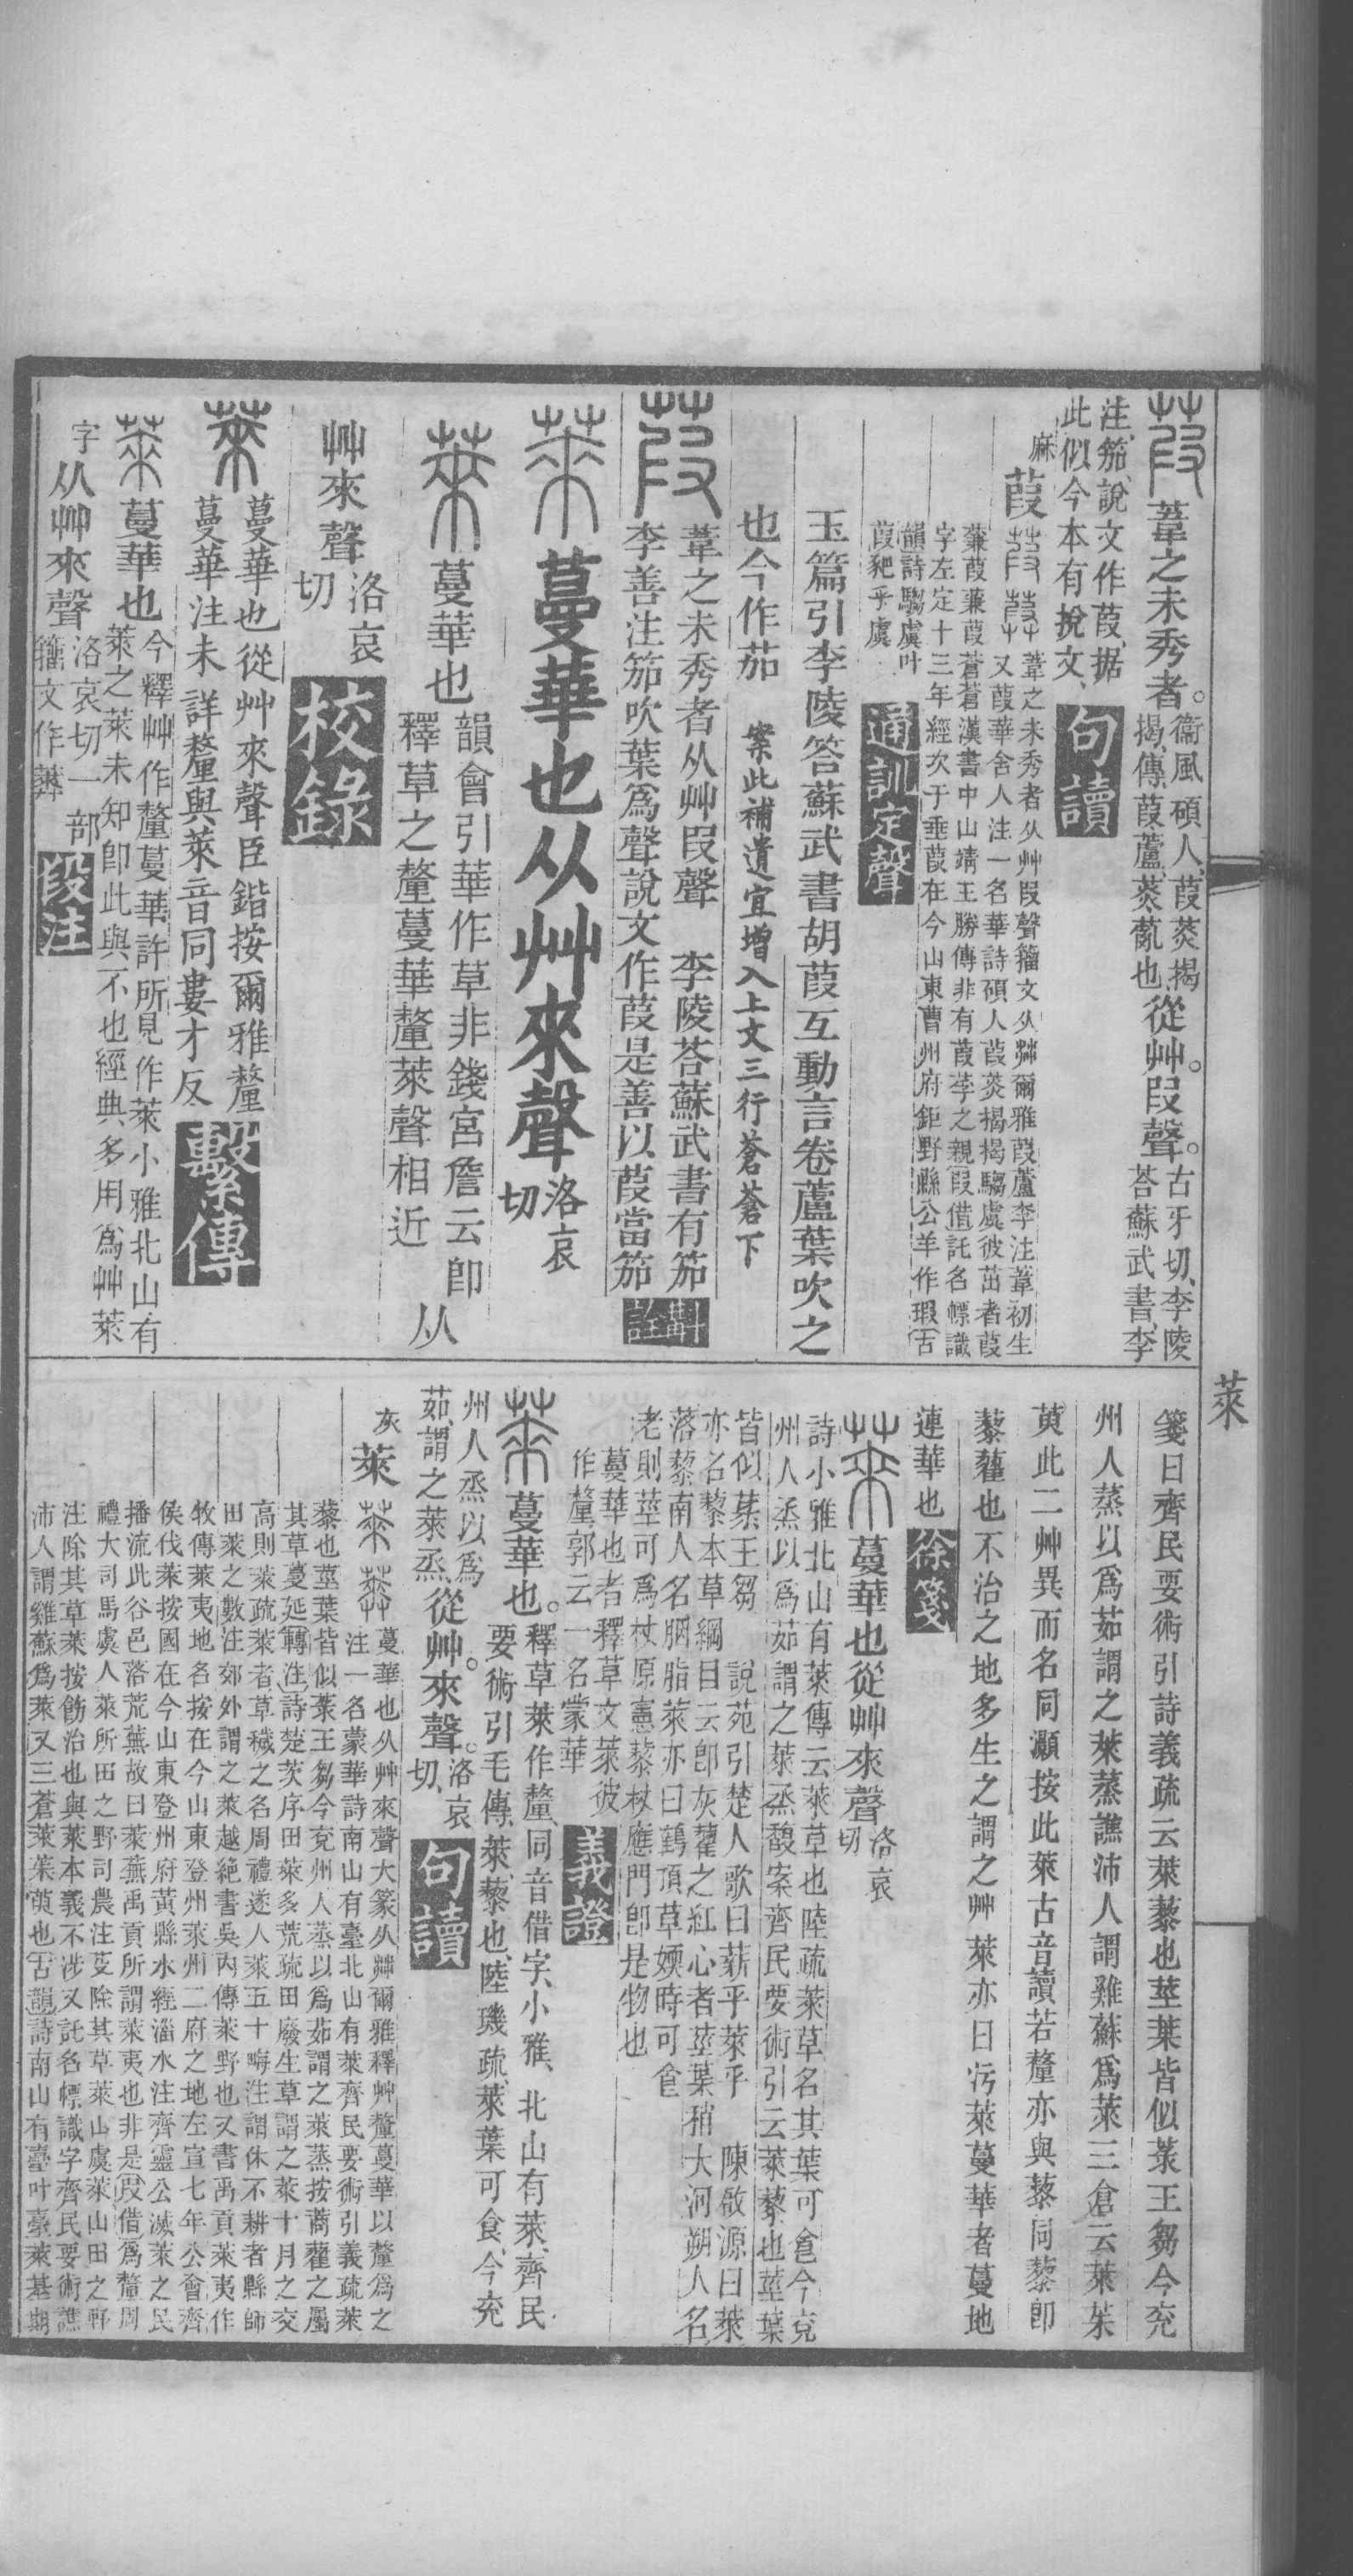 葭 葦之未秀者。衞風碩人、葭菼揭
揭、傳、葭蘆、菼薍也、從艸。叚聲。古牙切、李陵
荅蘇武書、李
注、笳、說文作葭、据
此似今本有挩文、
句讀
麻 葭 葦之未秀者从艸叚聲籀文从茻爾雅葭蘆李注葦初生
又葭華舍人注一名華詩碩人葭菼揭揭騶虞彼茁者葭
蒹葭蒹葭蒼蒼漢書中山靖王勝傳非有葭莩之親叚借託名幖識
字左定十三年經次于垂葭在今山東曹州府鉅野縣公羊作瑕古
韻詩騶虞叶
葭豝乎虞
通訓定聲
玉篇引李陵答蘇武書胡葭互動言卷蘆葉吹之
也今作茄 案此補遺宜增入上文三行蒼蒼下
葭 葦之未秀者从艸叚聲 李陵荅蘇武書有笳
李善注笳吹葉爲聲說文作葭是善以葭當笳
斠詮
萊 蔓華也从艸來聲洛哀
切
萊 蔓華也 韻會引華作草非錢宮詹云卽
釋草之釐蔓華釐萊聲相近 从
艸來聲洛哀
切
校錄
萊 蔓華也從艸來聲臣鍇按爾雅釐
蔓華注未詳釐與萊音同婁才反
繫傳
萊 蔓華也今釋艸作釐蔓華許所見作萊小雅北山有
萊之萊未知卽此與不也經典多用爲艸萊
字 从艸來聲洛哀切一部
籒文作
段注
萊
箋曰齊民要術引詩義疏云萊藜也莖葉皆似菉王芻今兗
州人蒸以爲茹謂之萊蒸譙沛人謂雞蘇爲萊三倉云萊茱
萸此二艸異而名同灝按此萊古音讀若釐亦與藜同藜卽
藜藋也不治之地多生之謂之艸萊亦曰污萊蔓華者蔓地
連華也
徐箋
萊 蔓華也從艸來聲洛哀
切
詩小雅北山有萊傳云萊草也陸疏萊草名其葉可食今兗
州人烝以爲茹謂之萊烝馥案齊民要術引云萊藜也莖葉
皆似菉王芻 說苑引楚人歌曰薪乎萊乎 陳啟源曰萊
亦名藜本草綱目云卽灰藋之紅心者莖葉稍大河朔人名
落藜南人名胭脂萊亦曰鶴頂草嫩時可食
老則莖可爲杖原憲藜杖應門卽是物也
蔓華也者釋草文萊彼
作釐郭云一名蒙華
義證
萊 蔓華也。釋草萊作釐、同音借字、小雅、北山有萊、齊民
要術引毛傳、萊、藜也、陸璣疏萊葉可食、今兗
州人烝以爲
茹、謂之萊烝、從艸。來聲。洛哀
切、
句讀
灰 萊 蔓華也从艸來聲大篆从茻爾雅釋艸釐蔓華以釐爲之
注一名蒙華詩南山有臺北山有萊齊民要術引義疏萊
藜也莖葉皆似菉王芻今兗州人蒸以爲茹謂之萊蒸按藋之屬
其草蔓延轉注詩楚茨序田萊多荒疏田廢生草謂之萊十月之交
高則萊疏萊者草穢之名周禮遂人萊五十畮注謂休不耕者縣師
田萊之數注郊外謂之萊越絕書吳內傳萊野也又書禹貢萊夷作
牧傳萊夷地名按在今山東登州萊州二府之地左宣七年公會齊
侯伐萊按國在今山東登州府黃縣水經淄水注齊靈公滅萊之民
播流此谷邑落荒蕪故曰萊蕪禹貢所謂萊夷也非是叚借爲釐周
禮大司馬虞人萊所田之野司農注芟除其草萊山虞萊山田之野
注除其草萊按飭治也與萊本義不涉又託名幖識字齊民要術譙
沛人謂雞蘇爲萊又三蒼萊茱萸也古韻詩南山有臺叶臺萊基期